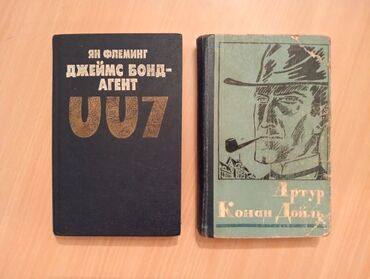 ЯН ФЛЕМИНГ
ДЖЕЙМС БОНД-
АГЕНТ
007
Артур
Конан Дойль